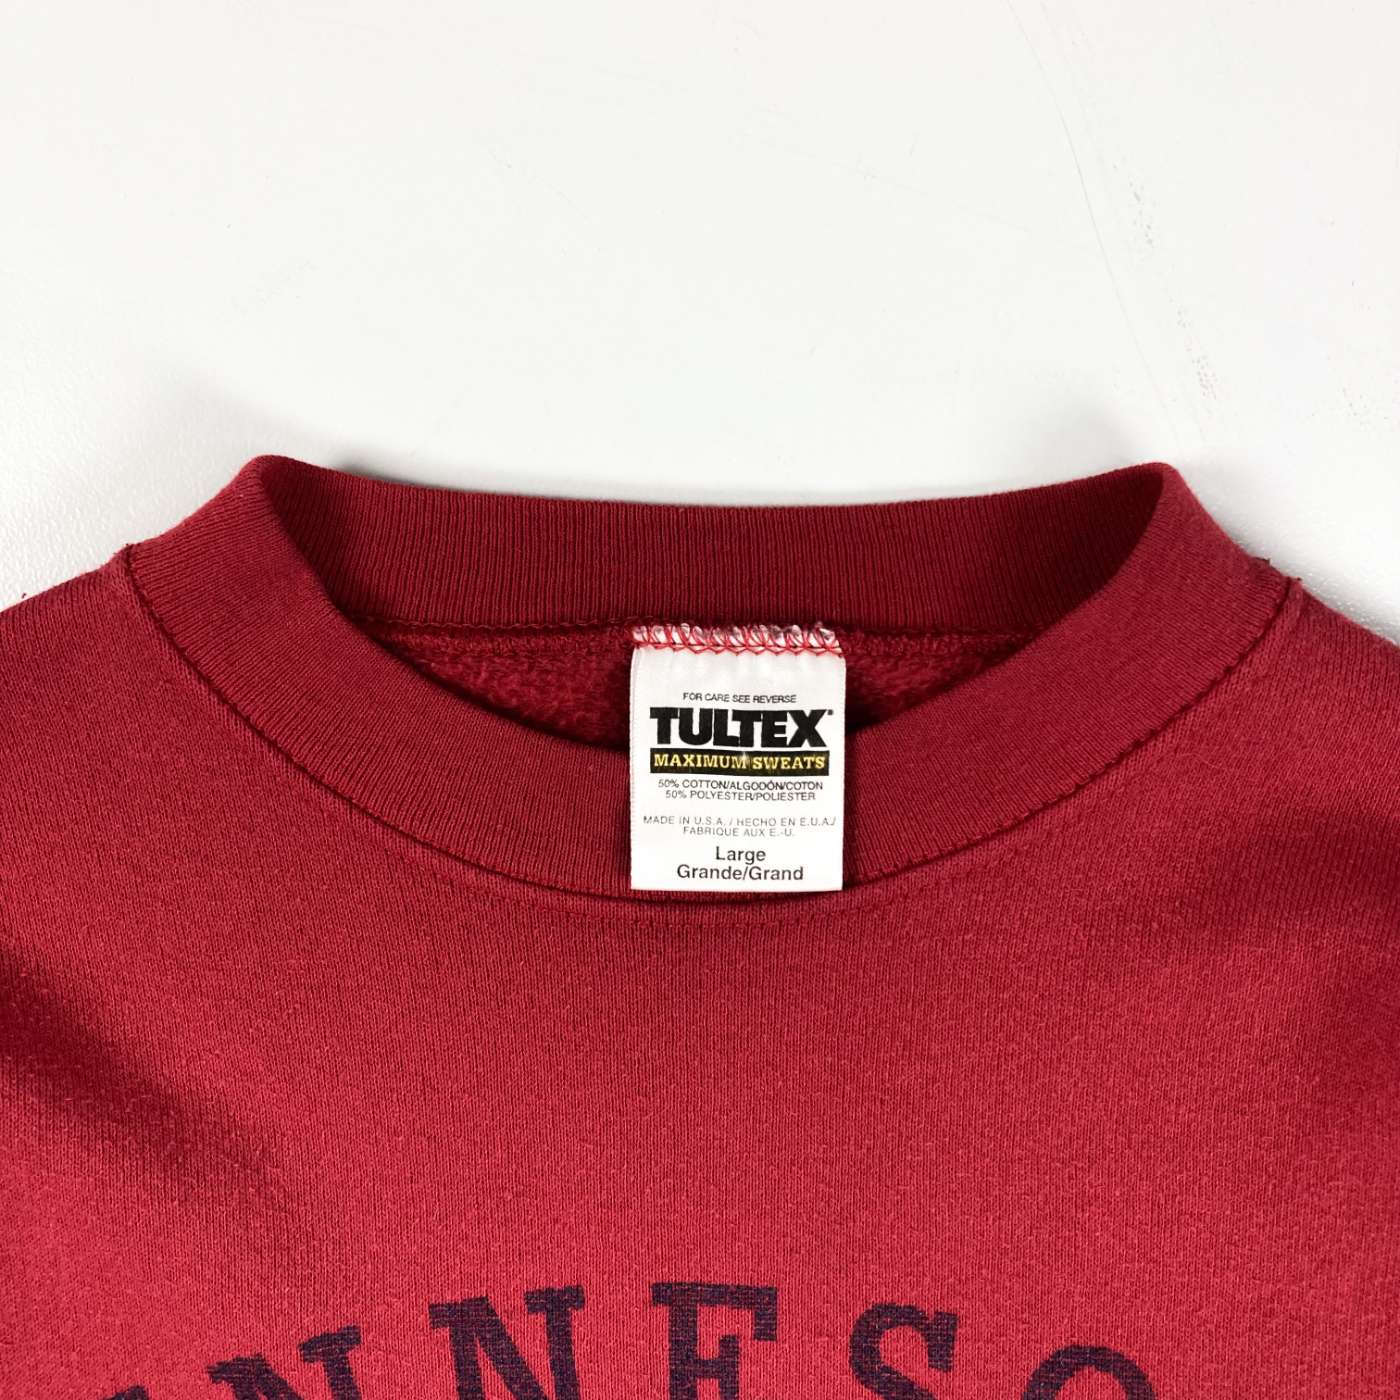 FOR CARE SEE REVERSE
TULTEX®
MAXIMUM SWEATS
50% COTTON/ALGODÓN/COTON
50% POLYESTER/POLIESTER
MADE IN U.S.A. / HECHO EN E.U.A./
FABRIQUE AUX E.-U.
Large
Grande/Grand
NNESO